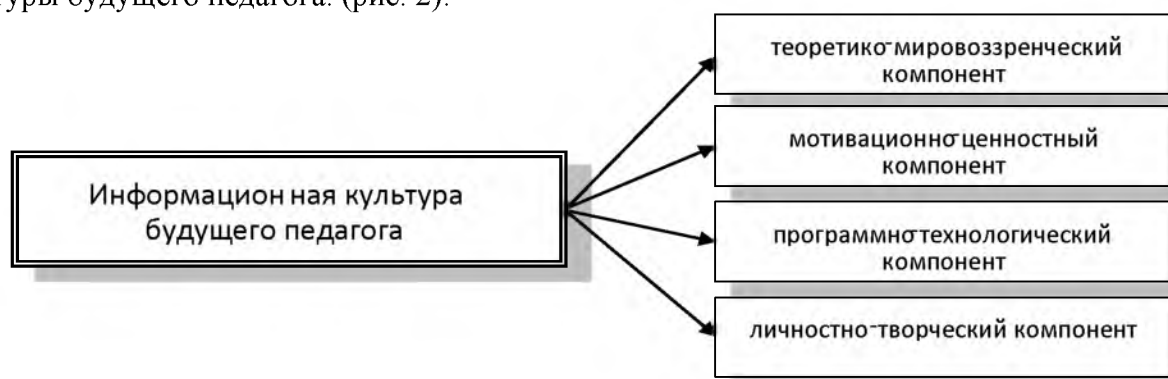 туры будущего педагога. (рис. 2).
теоретико-мировоззренческий
компонент
мотивационно-ценностный
компонент
Информацион ная культура
будущего педагога
программно-технологический
компонент
личностно-творческий компонент